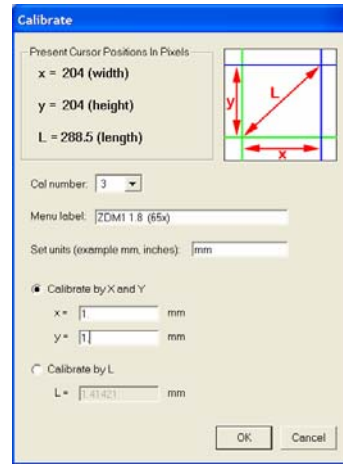 Calibrate
Present Cursor Positions In Pixels
x = 204 (width)
y = 204 (height)
L = 288.5 (length)
y
L
x
Cal number: 3
Menu label: ZDM1 1.8 (65x)
Set units (example mm, inches): mm
Calibrate by X and Y
x = 1. mm
y = 1. mm
Calibrate by L
L = 1.41421 mm
OK Cancel